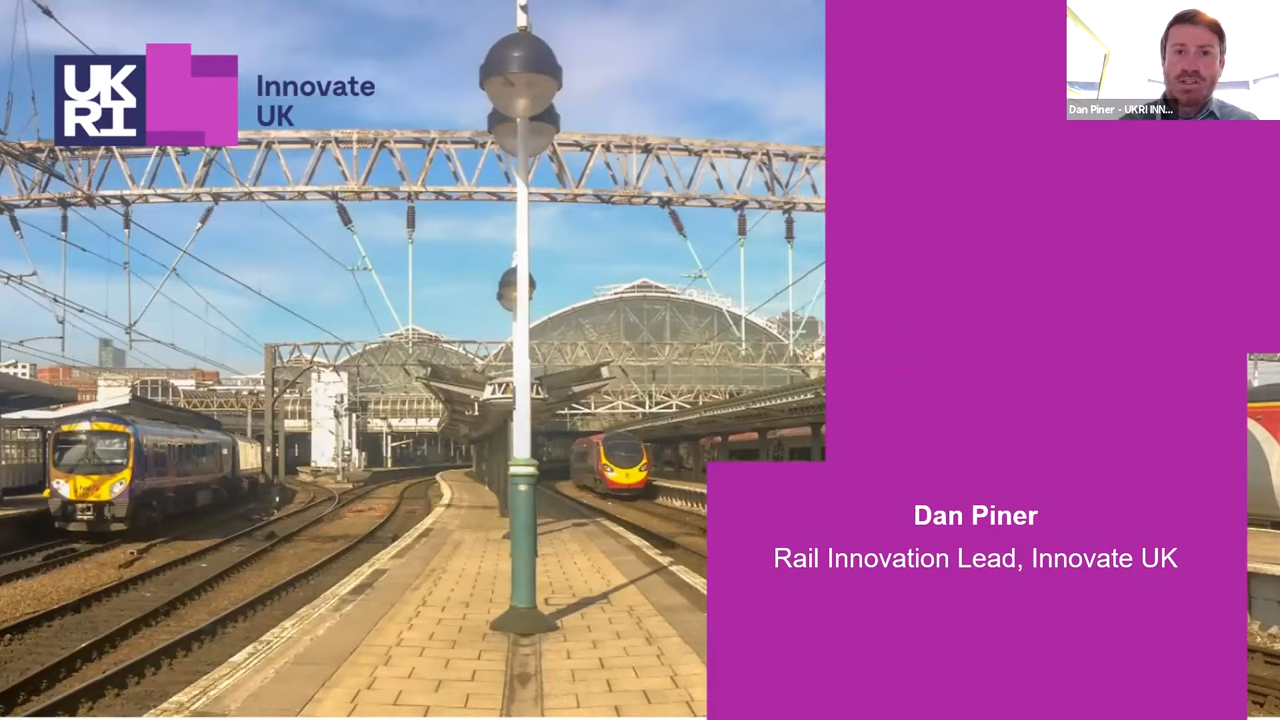 UK
RI
Innovate
UK
Dan Piner - UKRI INN...
Dan Piner
Rail Innovation Lead, Innovate UK